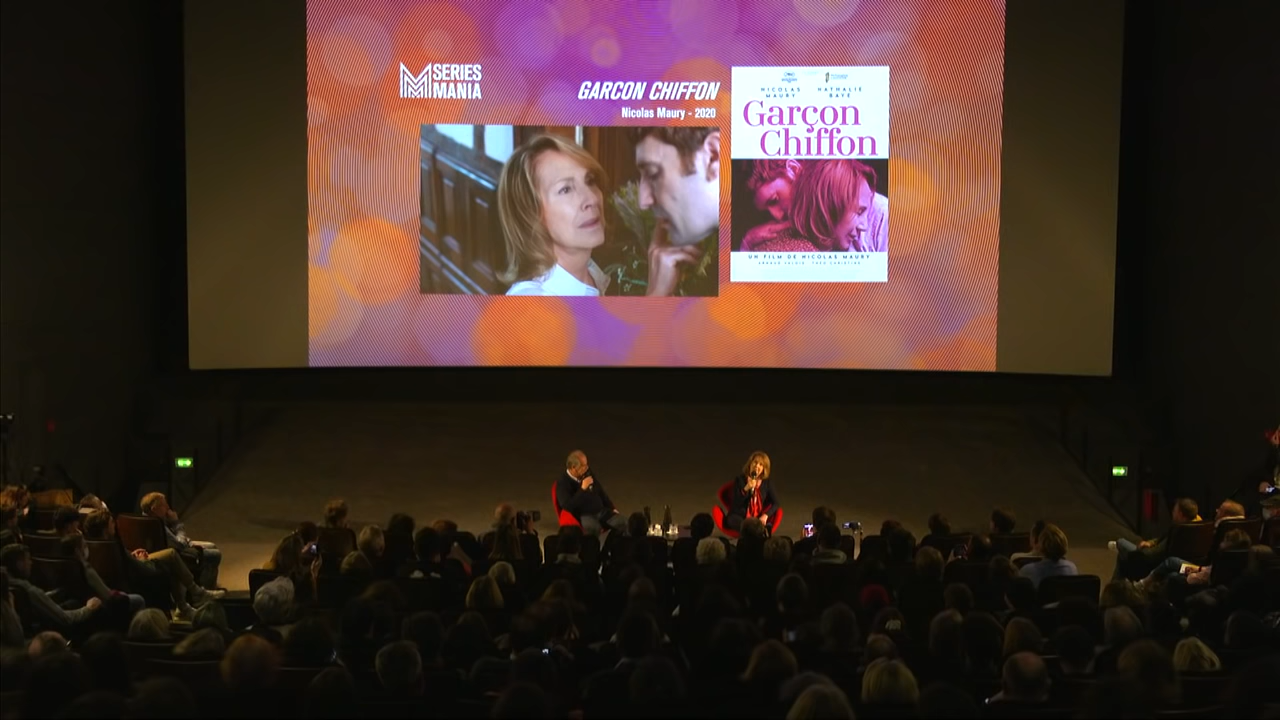 SERIES
MANIA
GARCON CHIFFON
Nicolas Maury - 2020
NICOLAS MAURY
NATHALIE BAYE
Garçon
Chiffon
UN FILM DE NICOLAS MAURY